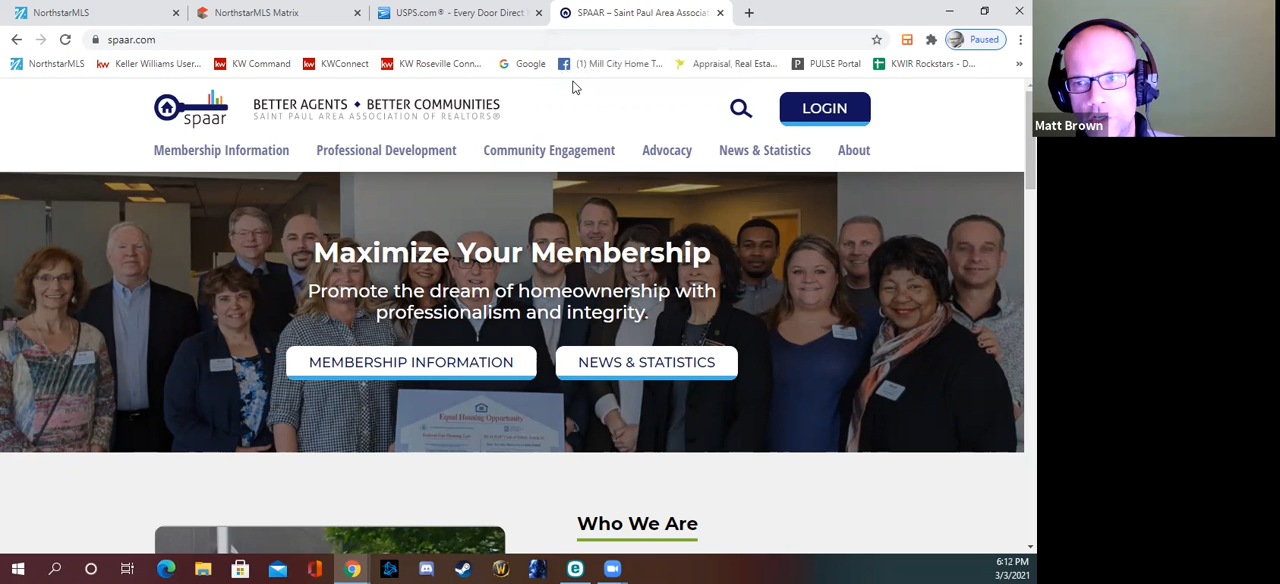 NorthstarMLS
NorthstarMLS Matrix
USPS.com® - Every Door Direct
SPAAR – Saint Paul Area Associat
spaar.com
Paused
NorthstarMLS
Keller Williams User...
KW Command
KWConnect
KW Roseville Conn...
Google
(1) Mill City Home T...
Appraisal, Real Esta...
PULSE Portal
KWIR Rockstars - D...
»
spaar
BETTER AGENTS ◆ BETTER COMMUNITIES
SAINT PAUL AREA ASSOCIATION OF REALTORS®
LOGIN
Membership Information
Professional Development
Community Engagement
Advocacy
News & Statistics
About
Maximize Your Membership
Promote the dream of homeownership with
professionalism and integrity.
MEMBERSHIP INFORMATION
NEWS & STATISTICS
Equal Housing Opportunity
Who We Are
Matt Brown
6:12 PM
3/3/2021